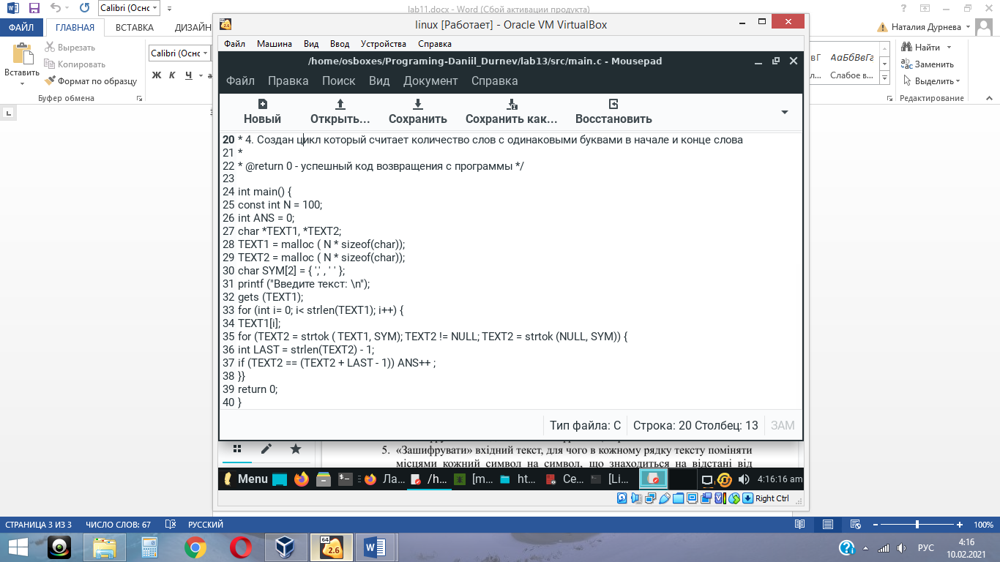 lab11.docx - Word (Сбой активации продукта)
Calibri (Осно
ФАЙЛ ГЛАВНАЯ ВСТАВКА ДИЗАЙН
Наталия Дурнева
Вставить
Вырезать
Копировать
Формат по образцу
Буфер обмена
Calibri (Осно
Ж К Ч
АаБбВвГг
Слабое в...
Найти
Заменить
Выделить
Редактирование
linux [Работает] - Oracle VM VirtualBox
Файл Машина Вид Ввод Устройства Справка
/home/osboxes/Programing-Daniil_Durnev/lab13/src/main.c - Mousepad
Файл Правка Поиск Вид Документ Справка
Новый Открыть... Сохранить Сохранить как... Восстановить
20 * 4. Создан цикл который считает количество слов с одинаковыми буквами в начале и конце слова
21 *
22 * @return 0 - успешный код возвращения с программы */
23
24 int main() {
25 const int N = 100;
26 int ANS = 0;
27 char *TEXT1, *TEXT2;
28 TEXT1 = malloc ( N * sizeof(char));
29 TEXT2 = malloc ( N * sizeof(char));
30 char SYM[2] = { ',' , ' ' };
31 printf ("Введите текст: \n");
32 gets (TEXT1);
33 for (int i= 0; i< strlen(TEXT1); i++) {
34 TEXT1[i];
35 for (TEXT2 = strtok ( TEXT1, SYM); TEXT2 != NULL; TEXT2 = strtok (NULL, SYM)) {
36 int LAST = strlen(TEXT2) - 1;
37 if (TEXT2 == (TEXT2 + LAST - 1)) ANS++ ;
38 }}
39 return 0;
40 }
Тип файла: C Строка: 20 Столбец: 13 ЗАМ
5. «Зашифрувати» вхідний текст, для чого в кожному рядку тексту поміняти
місцями кожний символ на символ, що знаходиться на відстані від
Menu Ла... /h... [m... ht... Се... [Li... 4:16:16 am
Right Ctrl
СТРАНИЦА 3 ИЗ 3 ЧИСЛО СЛОВ: 67 РУССКИЙ 100%
64 2.6 РУС 4:16
10.02.2021